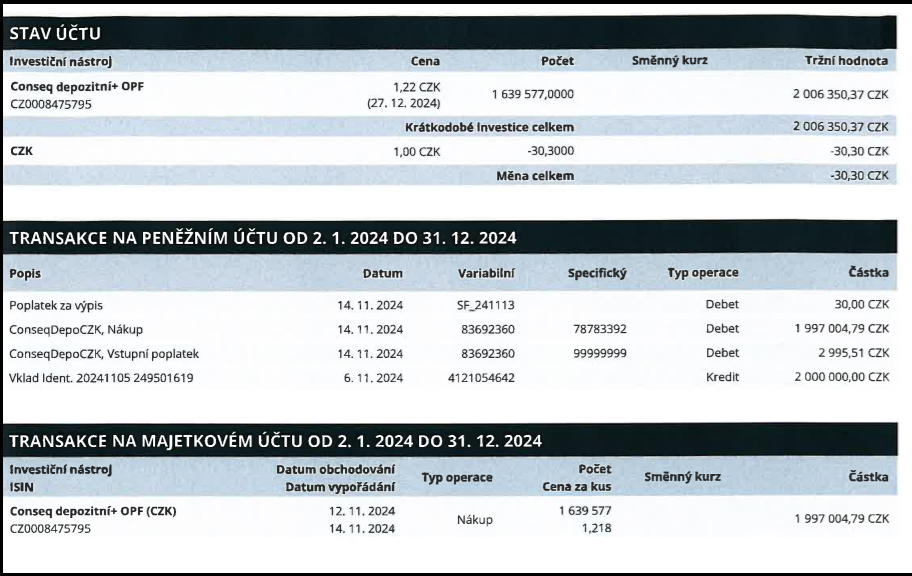 STAV ÚČTU
Investiční nástroj Cena Počet Směnný kurz Tržní hodnota
Conseq depozitní+ OPF 1,22 CZK 1 639 577,0000 2 006 350,37 CZK
CZ0008475795 (27. 12. 2024)
Krátkodobé Investice celkem 2 006 350,37 CZK
CZK 1,00 CZK -30,3000 -30,30 CZK
Měna celkem -30,30 CZK
TRANSAKCE NA PENĚŽNÍM ÚČTU OD 2. 1. 2024 DO 31. 12. 2024
Popis Datum Variabilní Specifický Typ operace Částka
Poplatek za výpis 14. 11. 2024 SF_241113 Debet 30,00 CZK
ConseqDepoCZK, Nákup 14. 11. 2024 83692360 78783392 Debet 1 997 004,79 CZK
ConseqDepoCZK, Vstupní poplatek 14. 11. 2024 83692360 99999999 Debet 2 995,51 CZK
Vklad Ident. 20241105 249501619 6. 11. 2024 4121054642 Kredit 2 000 000,00 CZK
TRANSAKCE NA MAJETKOVÉM ÚČTU OD 2. 1. 2024 DO 31. 12. 2024
Investiční nástroj Datum obchodování Typ operace Počet Směnný kurz Částka
ISIN Datum vypořádání Cena za kus
Conseq depozitní+ OPF (CZK) 12. 11. 2024 Nákup 1 639 577 1 997 004,79 CZK
CZ0008475795 14. 11. 2024 1,218